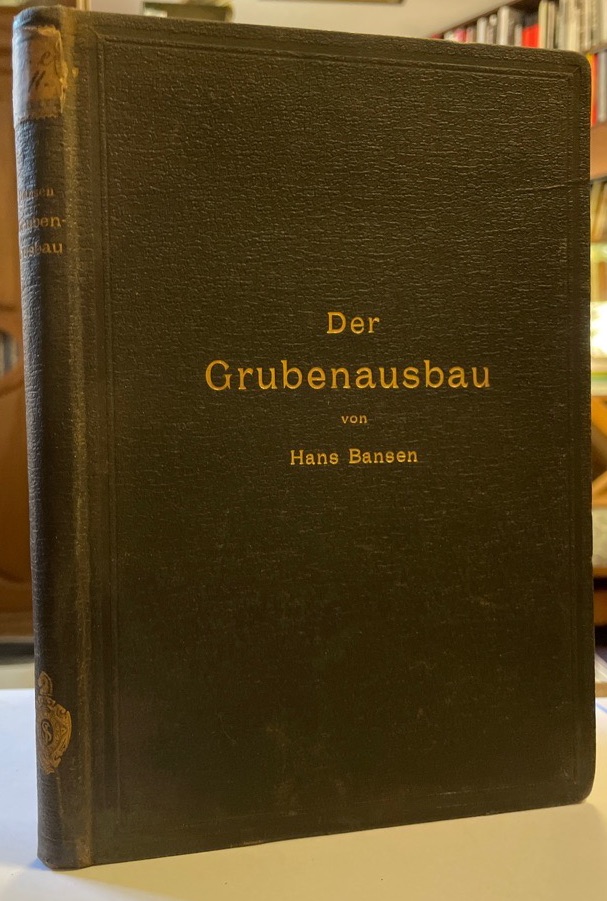 Der
Grubenausbau
von
Hans Bansen